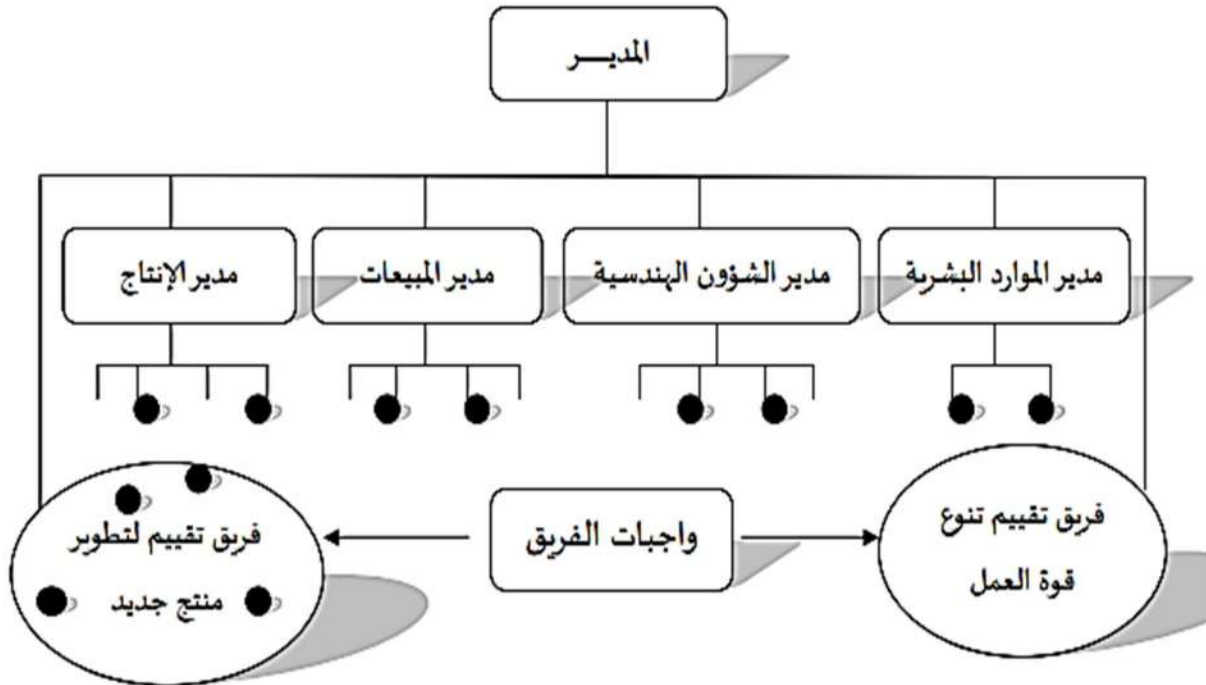 المديـــر
مدير الموارد البشرية
مدير الشؤون الهندسية
مدير المبيعات
مدير الإنتاج
فريق تقييم تنوع
قوة العمل
واجبات الفريق
فريق تقييم لتطوير
منتج جديد